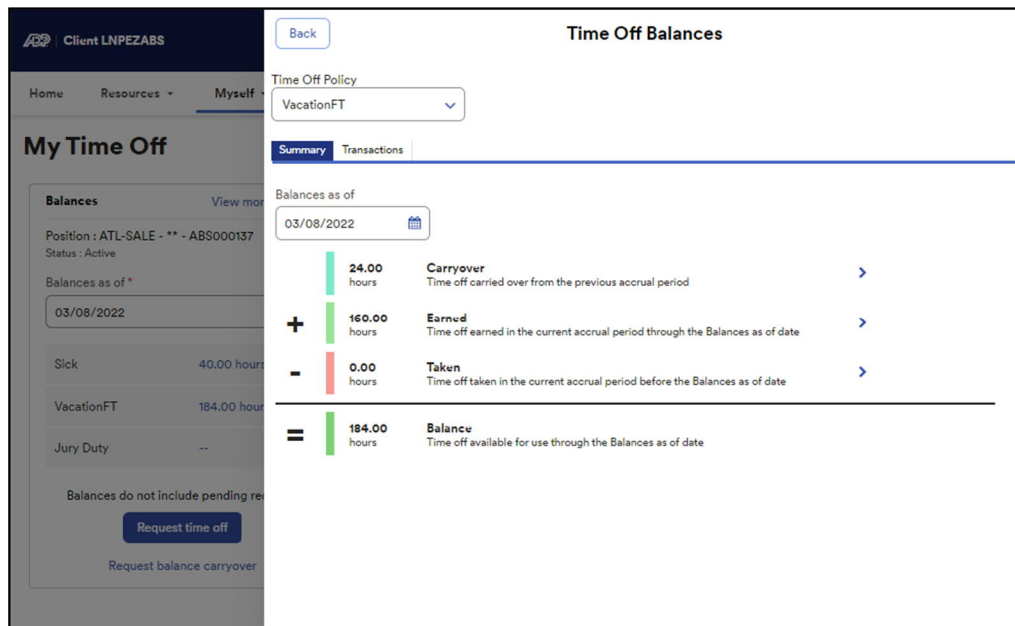 ADP Client LNPEZABS
Home Resources Myself
My Time Off
Balances View mor
Position : ATL-SALE - ** - ABS000137
Status : Active
Balances as of *
03/08/2022
Sick 40.00 hours
VacationFT 184.00 hour
Jury Duty --
Balances do not include pending re
Request time off
Request balance carryover
Back
Time Off Balances
Time Off Policy
VacationFT
Summary Transactions
Balances as of
03/08/2022
24.00 Carryover
hours Time off carried over from the previous accrual period
+ 160.00 Earned
hours Time off earned in the current accrual period through the Balances as of date
- 0.00 Taken
hours Time off taken in the current accrual period before the Balances as of date
= 184.00 Balance
hours Time off available for use through the Balances as of date